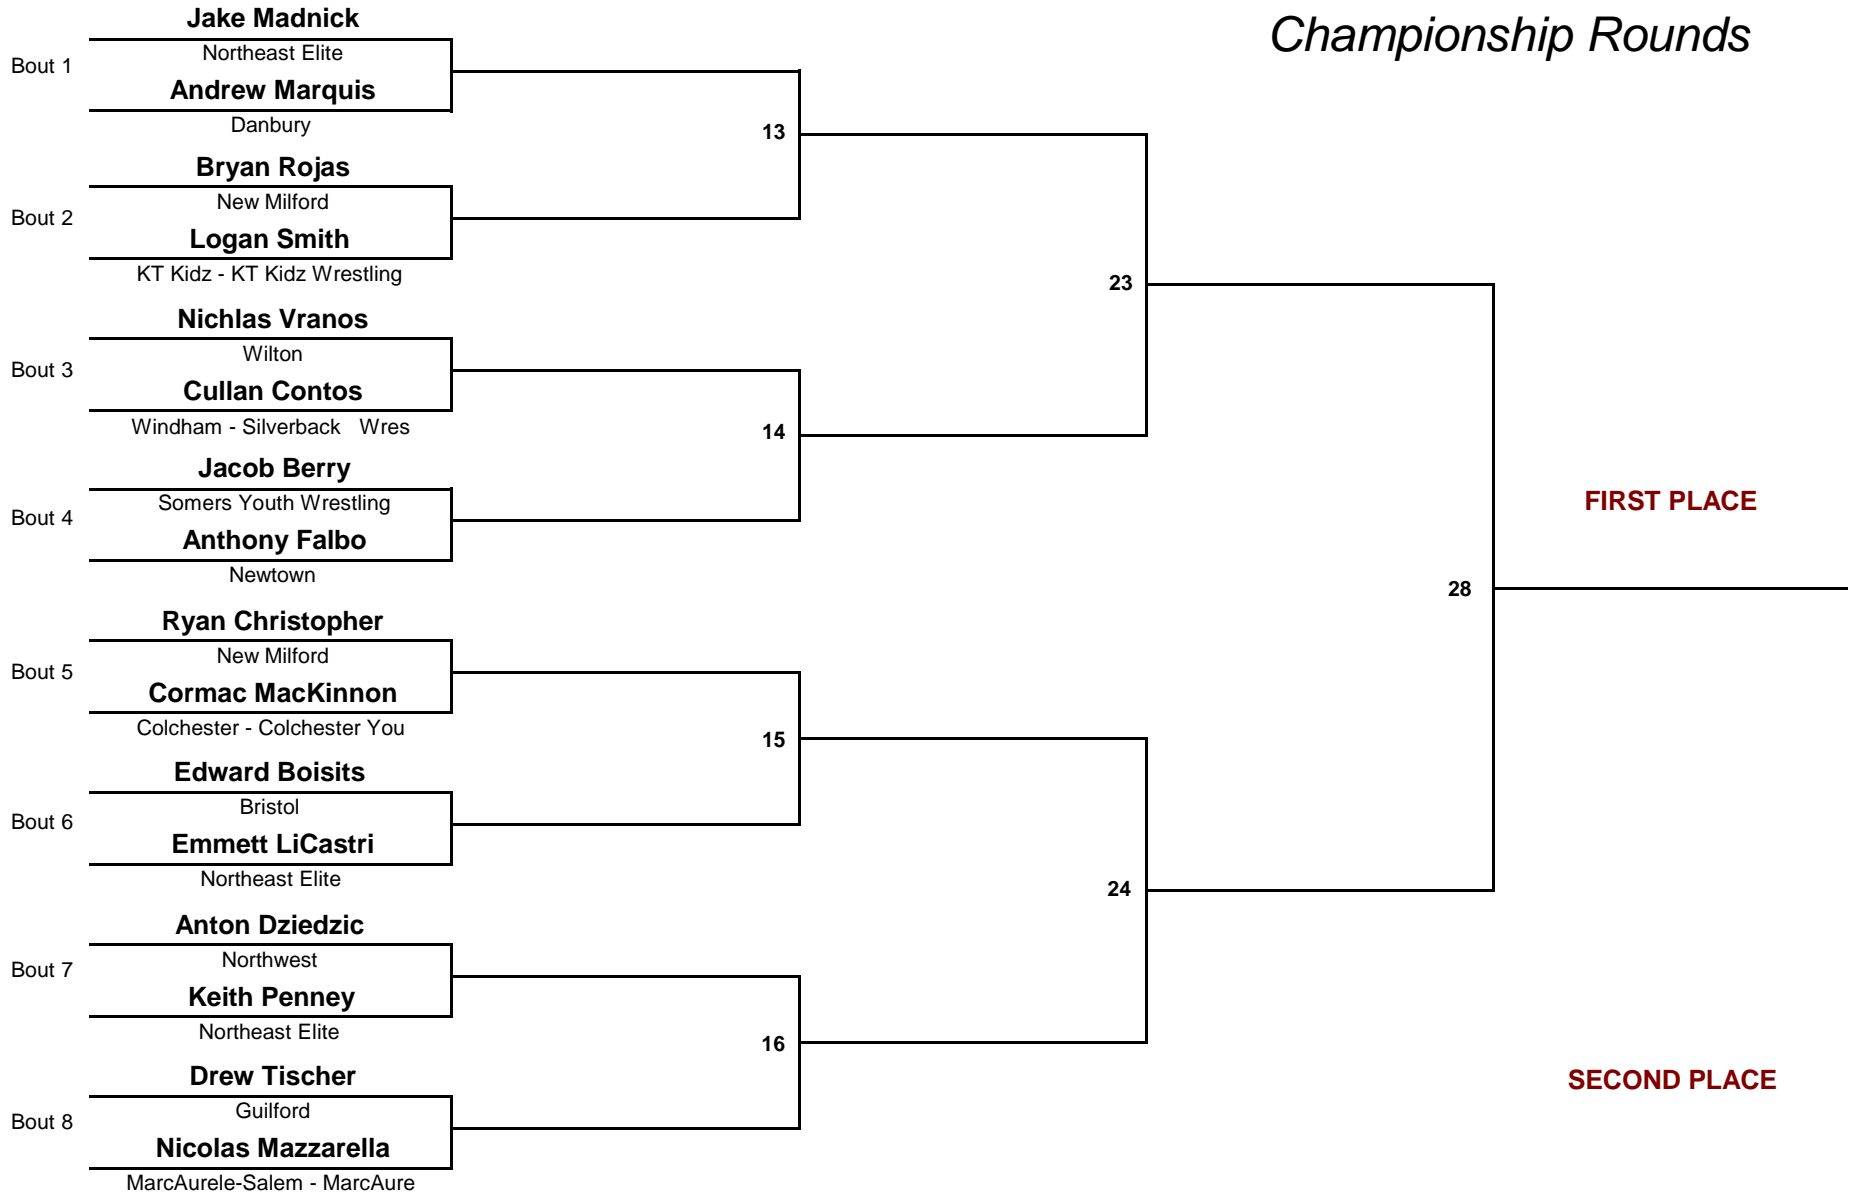 Championship Rounds
Jake Madnick
Bout 1
Northeast Elite
Andrew Marquis
Danbury
13
Bryan Rojas
Bout 2
New Milford
Logan Smith
KT Kidz - KT Kidz Wrestling
23
Nichlas Vranos
Bout 3
Wilton
Cullan Contos
Windham - Silverback Wres
14
Jacob Berry
Bout 4
Somers Youth Wrestling
Anthony Falbo
Newtown
FIRST PLACE
28
Ryan Christopher
Bout 5
New Milford
Cormac MacKinnon
Colchester - Colchester You
15
Edward Boisits
Bout 6
Bristol
Emmett LiCastri
Northeast Elite
24
Anton Dziedzic
Bout 7
Northwest
Keith Penney
Northeast Elite
16
Drew Tischer
Bout 8
Guilford
Nicolas Mazzarella
MarcAurele-Salem - MarcAure
SECOND PLACE